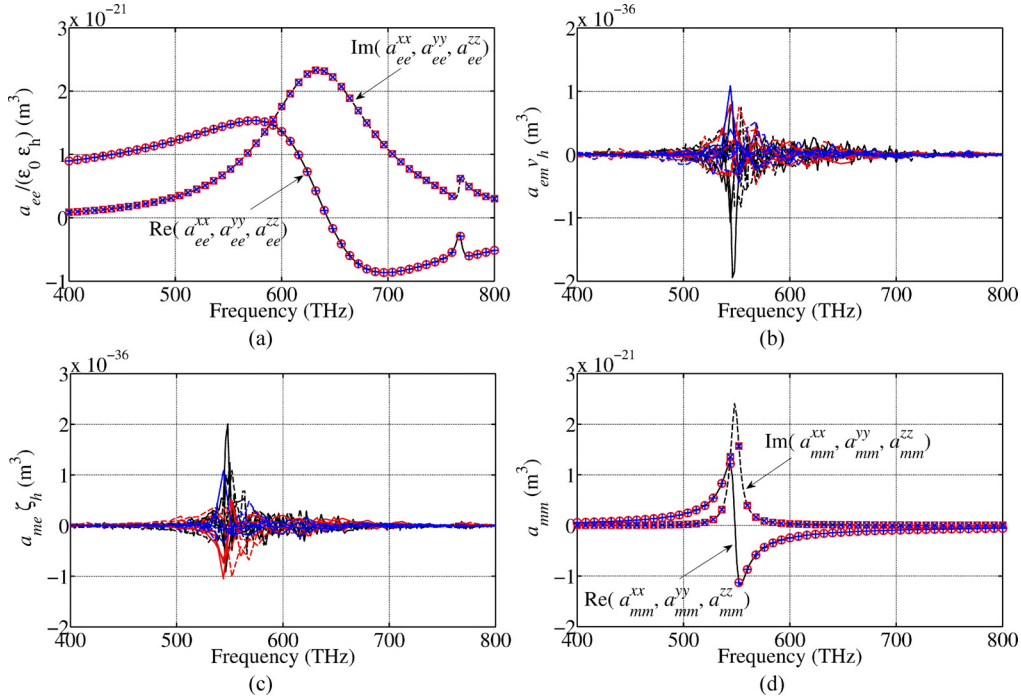 x 10⁻²¹
3
2
1
0
−1
a_ee/(ε_0 ε_h) (m³)
Im( a_ee^xx, a_ee^yy, a_ee^zz)
Re( a_ee^xx, a_ee^yy, a_ee^zz)
400 500 600 700 800
Frequency (THz)
(a)
x 10⁻³⁶
2
1
0
−1
−2
a_em v_h (m³)
400 500 600 700 800
Frequency (THz)
(b)
x 10⁻³⁶
3
2
1
0
−1
−2
a_me ζ_h (m³)
400 500 600 700 800
Frequency (THz)
(c)
x 10⁻²¹
3
2
1
0
−1
−2
a_mm (m³)
Im( a_mm^xx, a_mm^yy, a_mm^zz)
Re( a_mm^xx, a_mm^yy, a_mm^zz)
400 500 600 700 800
Frequency (THz)
(d)